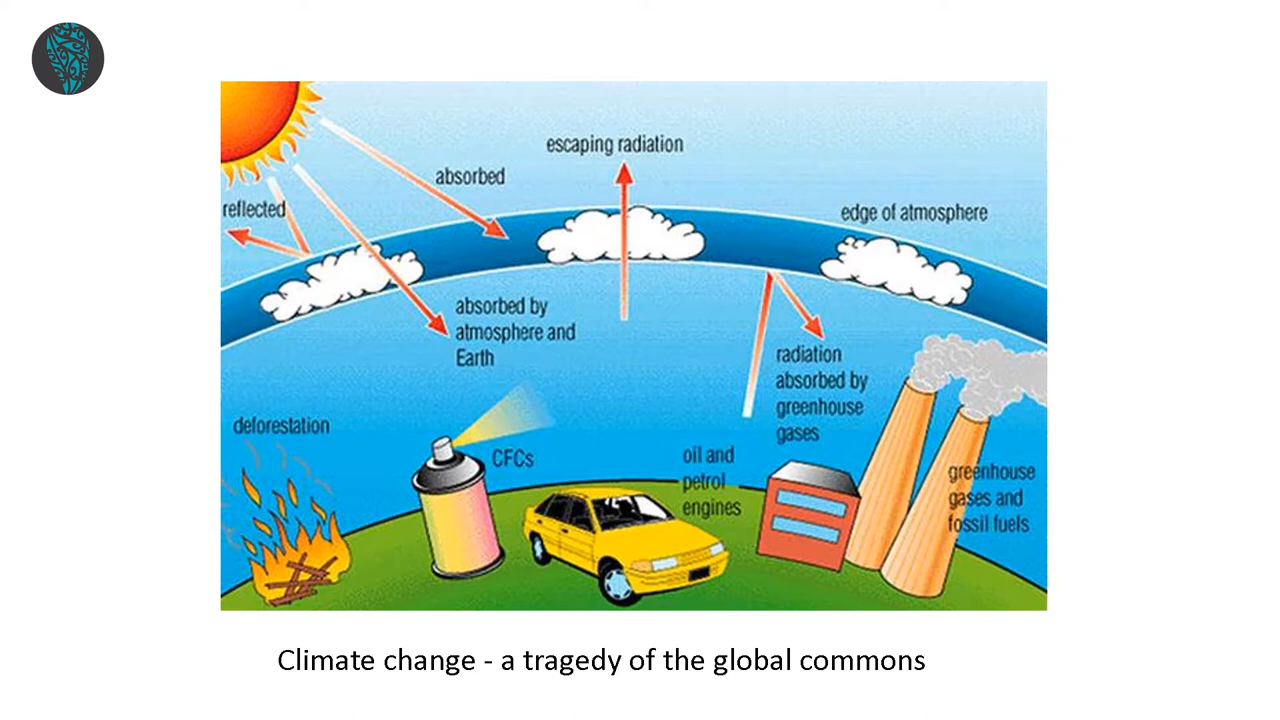 escaping radiation
absorbed
reflected
edge of atmosphere
absorbed by
atmosphere and
Earth
radiation
absorbed by
greenhouse
gases
deforestation
CFCs
oil and
petrol
engines
greenhouse
gases and
fossil fuels
Climate change - a tragedy of the global commons